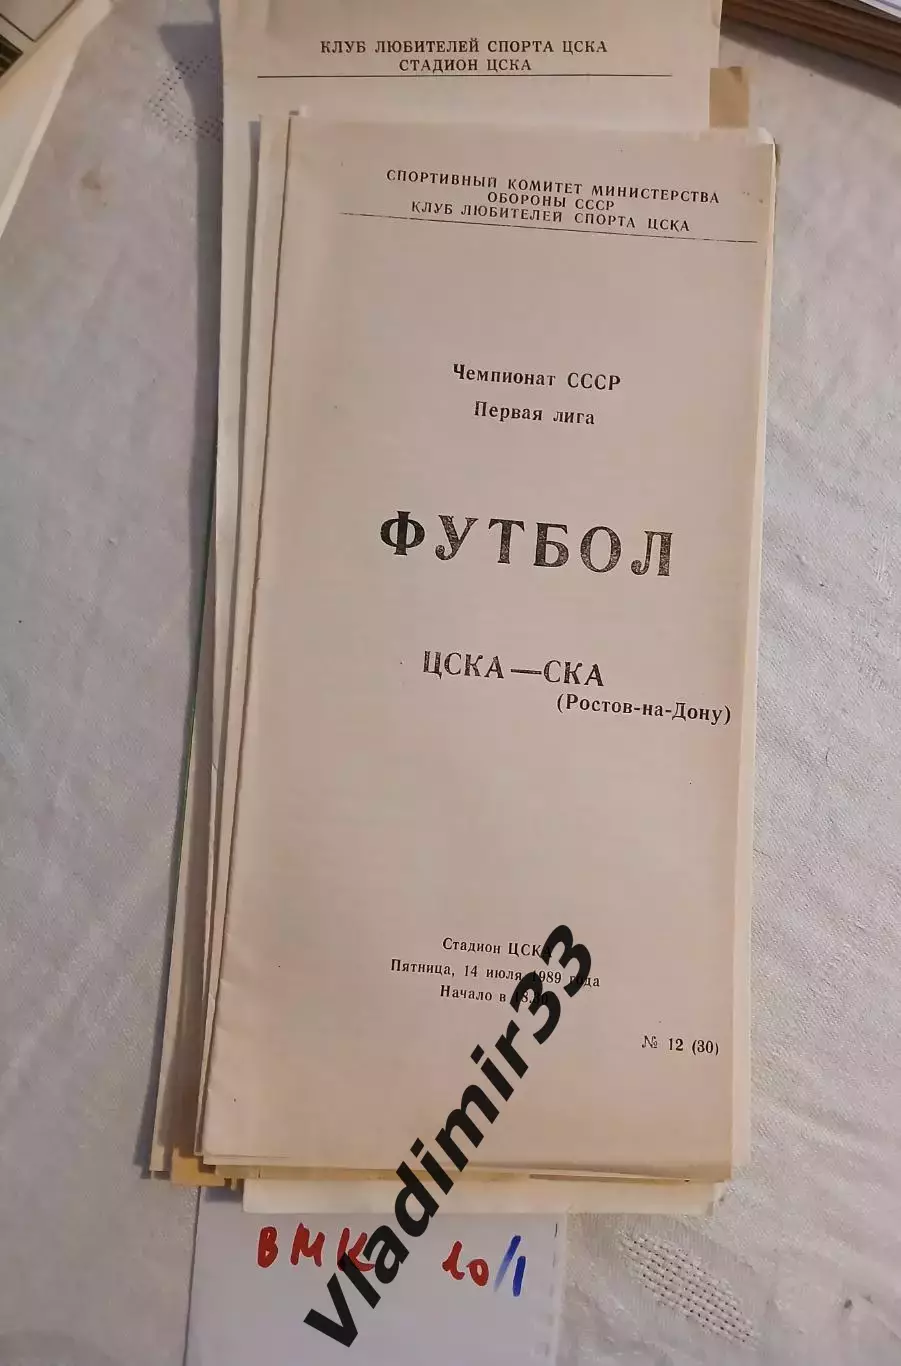 КЛУБ ЛЮБИТЕЛЕЙ СПОРТА ЦСКА
СТАДИОН ЦСКА
СПОРТИВНЫЙ КОМИТЕТ МИНИСТЕРСТВА
ОБОРОНЫ СССР
КЛУБ ЛЮБИТЕЛЕЙ СПОРТА ЦСКА
Чемпионат СССР
Первая лига
ФУТБОЛ
ЦСКА—СКА
(Ростов-на-Дону)
Стадион ЦСКА
Пятница, 14 июля 1989 года
Начало в
№ 12 (30)
Vladimir33
ВМК 10/1